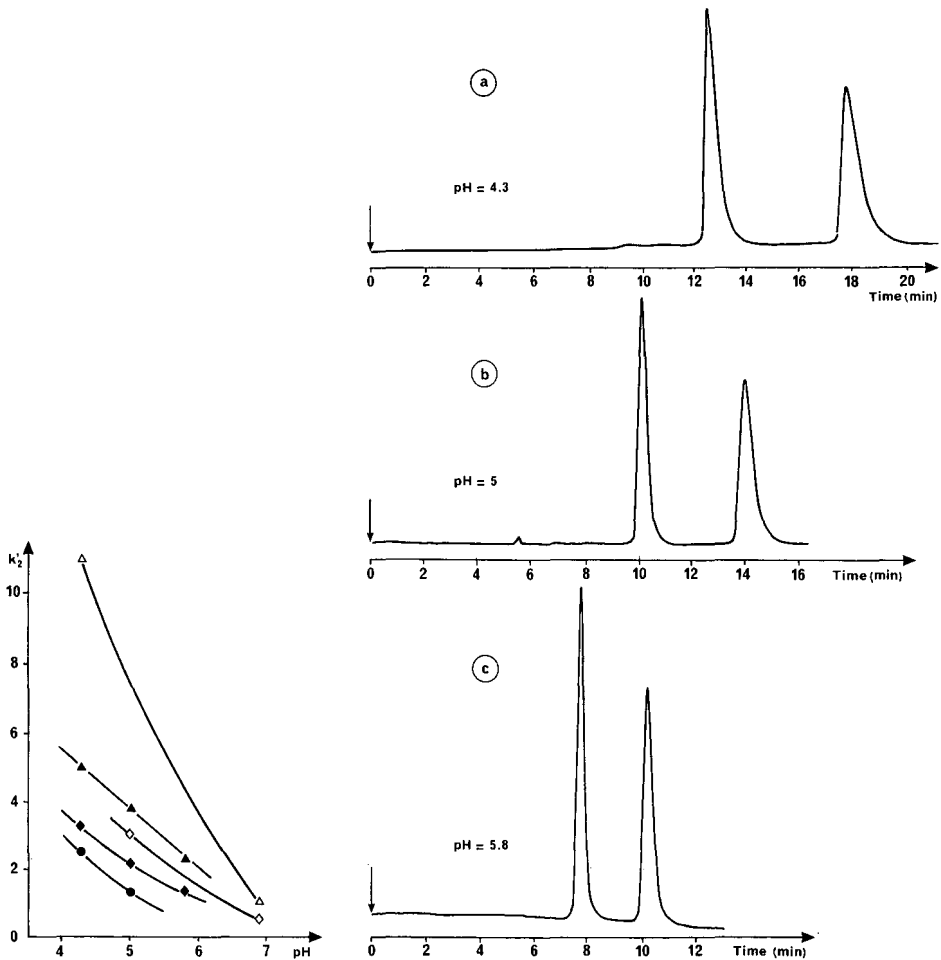 a
pH = 4.3
0 2 4 6 8 10 12 14 16 18 20
Time (min)
b
pH = 5
0 2 4 6 8 10 12 14 16 Time (min)
c
pH = 5.8
0 2 4 6 8 10 12 Time (min)
k'2
10
8
6
4
2
0
4 5 6 7 pH